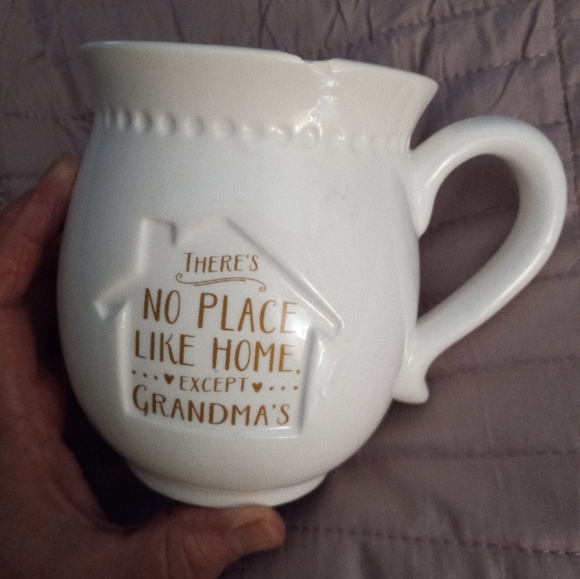 THERE'S
NO PLACE
LIKE HOME,
...♥EXCEPT♥...
GRANDMA'S